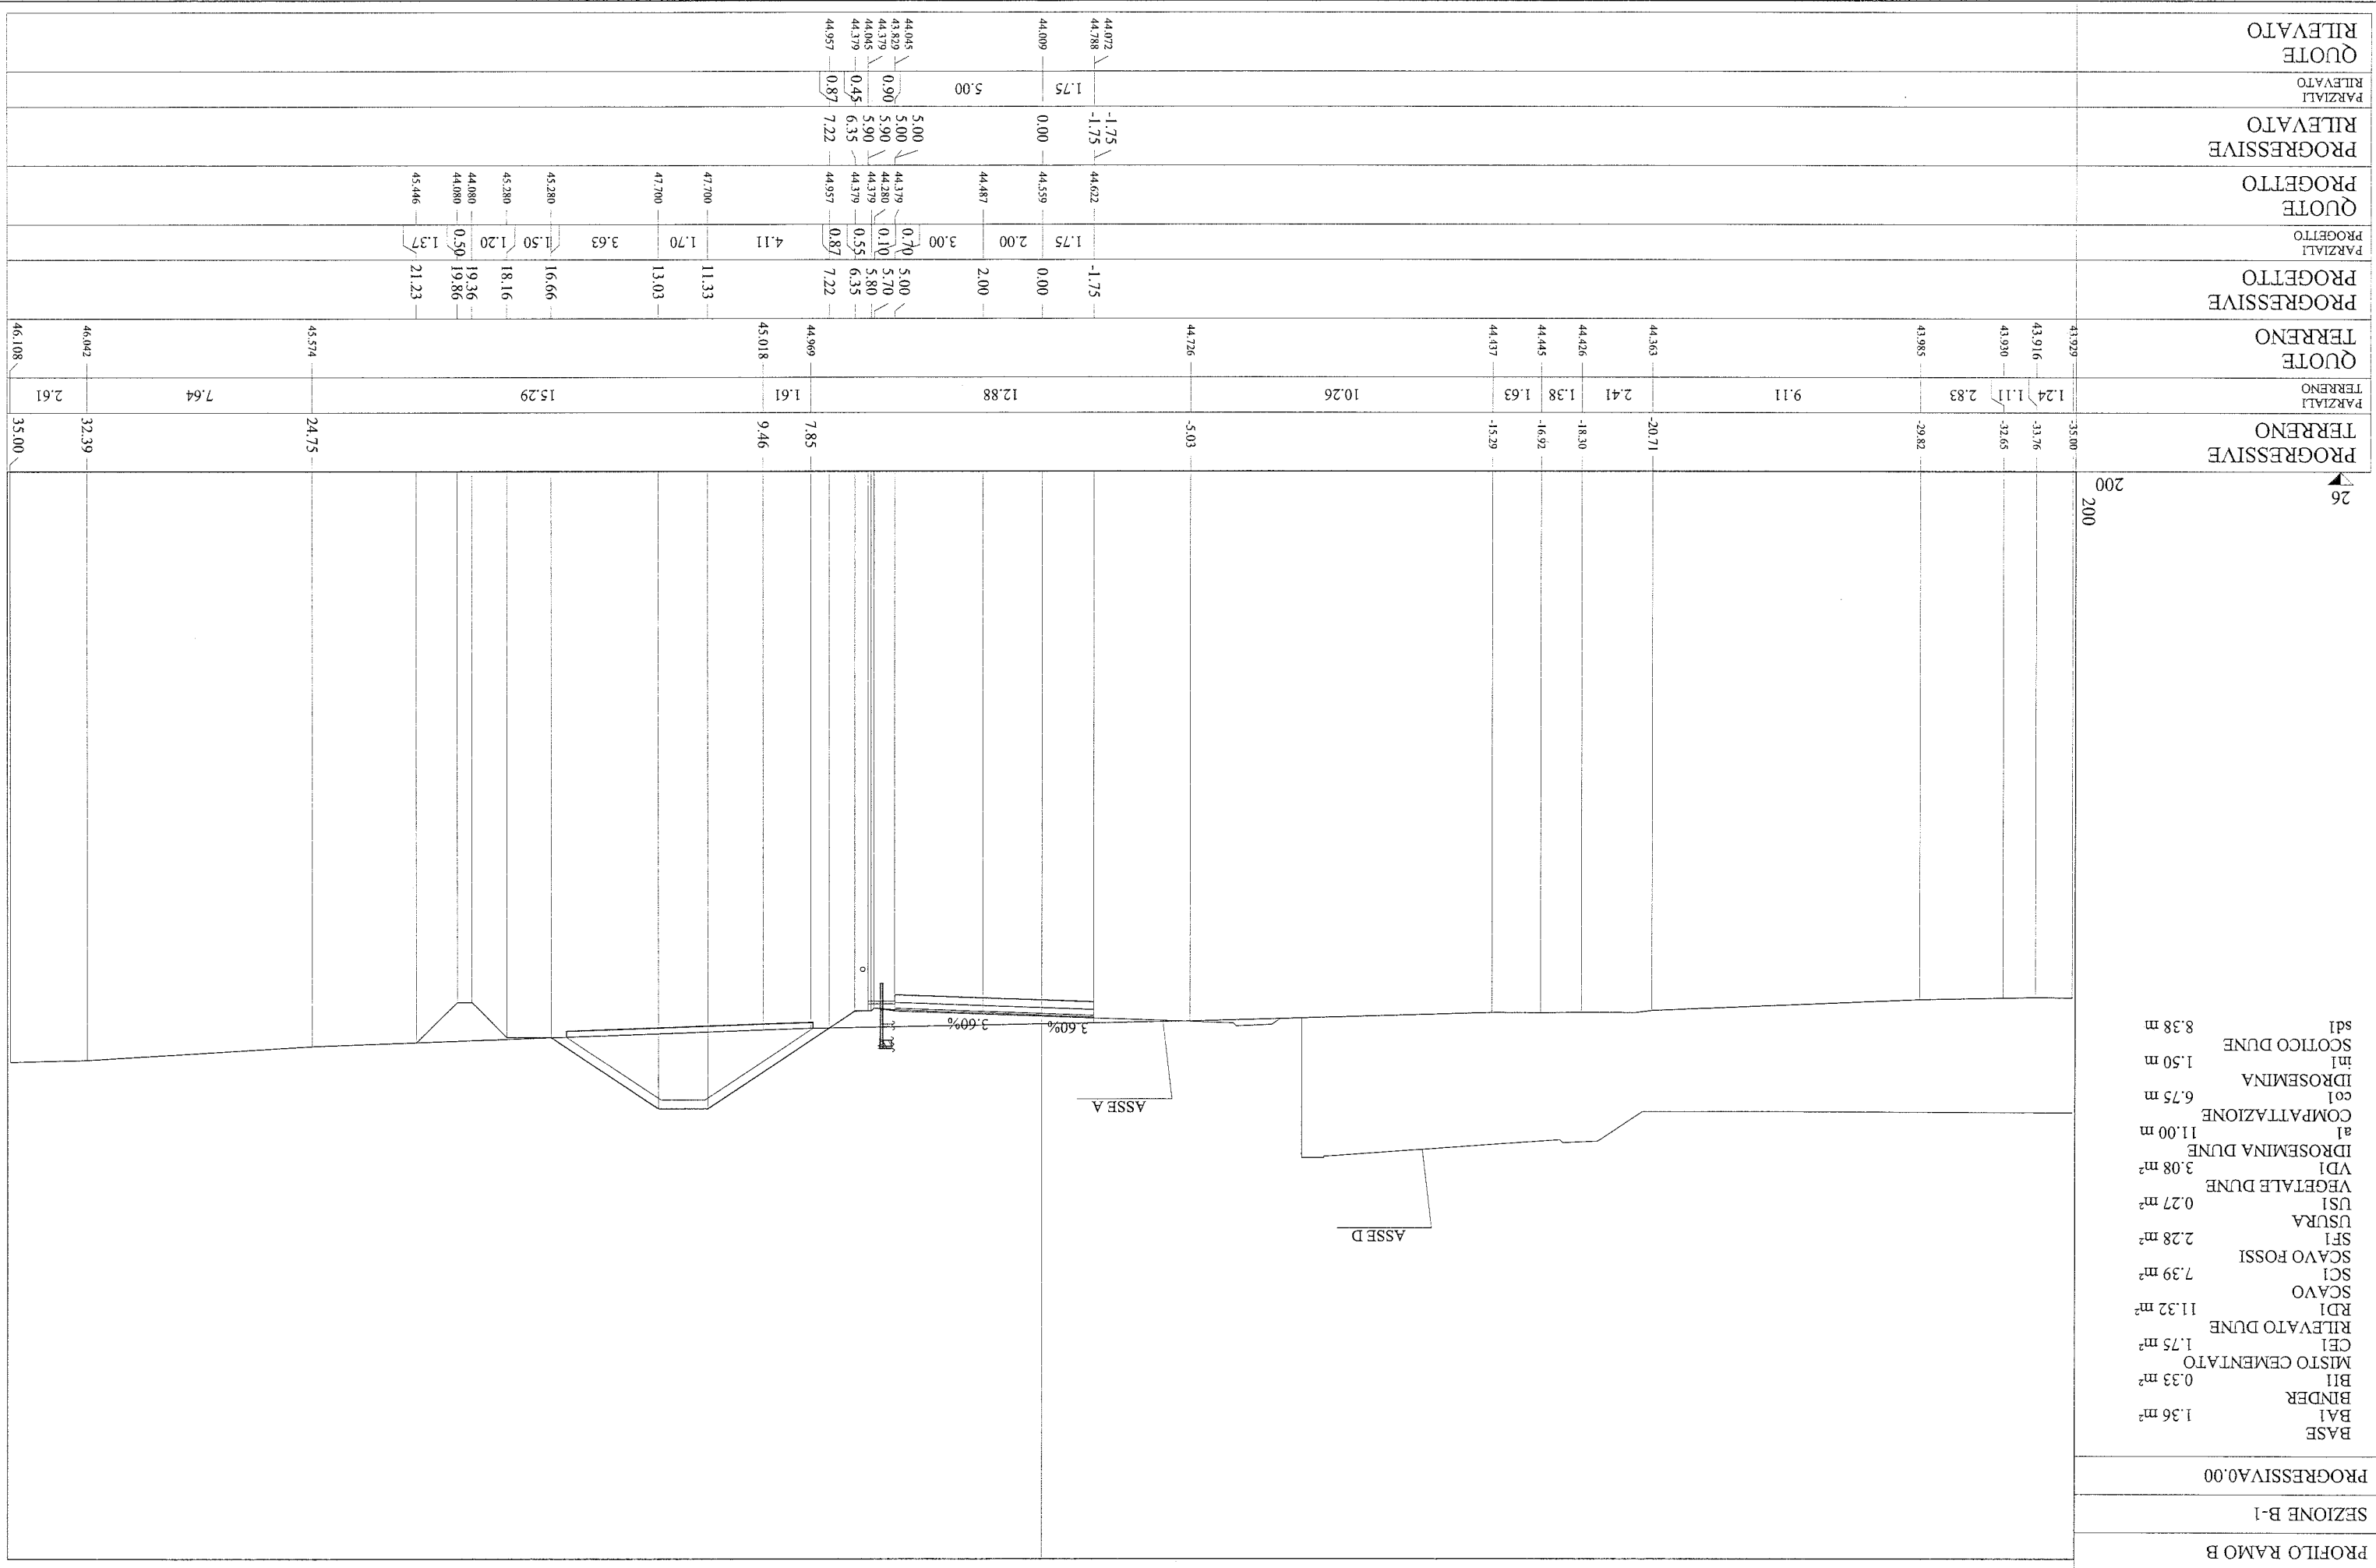 PROFILO RAMO B
SEZIONE B-1
PROGRESSIVA0.00
BASE
BA1 1.36 m²
BINDER
BI1 0.33 m²
MISTO CEMENTATO
CE1 1.75 m²
RILEVATO DUNE
RD1 11.32 m²
SCAVO
SC1 7.39 m²
SCAVO FOSSI
SF1 2.28 m²
USURA
US1 0.27 m²
VEGETALE DUNE
VD1 3.08 m²
IDROSEMINA DUNE
a1 11.00 m
COMPATTAZIONE
co1 6.75 m
IDROSEMINA
in1 1.50 m
SCOTICO DUNE
sd1 8.38 m
ASSE D
ASSE A
3.60% 3.60%
26
200
200
PROGRESSIVE
TERRENO
-35.00 -33.76 -32.65 -29.82 -20.71 -18.30 -16.92 -15.29 -5.03 7.85 9.46 24.75 32.39 35.00
PARZIALI
TERRENO
1.24 1.11 2.83 9.11 2.41 1.38 1.63 10.26 12.88 1.61 15.29 7.64 2.61
QUOTE
TERRENO
43.929 43.916 43.930 43.985 44.363 44.426 44.445 44.437 44.726 44.969 45.018 45.574 46.042 46.108
PROGRESSIVE
PROGETTO
-1.75 0.00 2.00 5.00 5.70 5.80 6.35 7.22 11.33 13.03 16.66 18.16 19.36 19.86 21.23
PARZIALI
PROGETTO
1.75 2.00 3.00 0.70 0.10 0.55 0.87 4.11 1.70 3.63 1.50 1.20 0.50 1.37
QUOTE
PROGETTO
44.622 44.559 44.487 44.379 44.280 44.379 44.379 44.957 47.700 47.700 45.280 45.280 44.080 44.080 45.446
PROGRESSIVE
RILEVATO
-1.75 -1.75 0.00 5.00 5.00 5.90 5.90 6.35 7.22
PARZIALI
RILEVATO
1.75 5.00 0.90 0.45 0.87
QUOTE
RILEVATO
44.072 44.788 44.009 44.045 43.829 44.379 44.045 44.379 44.957